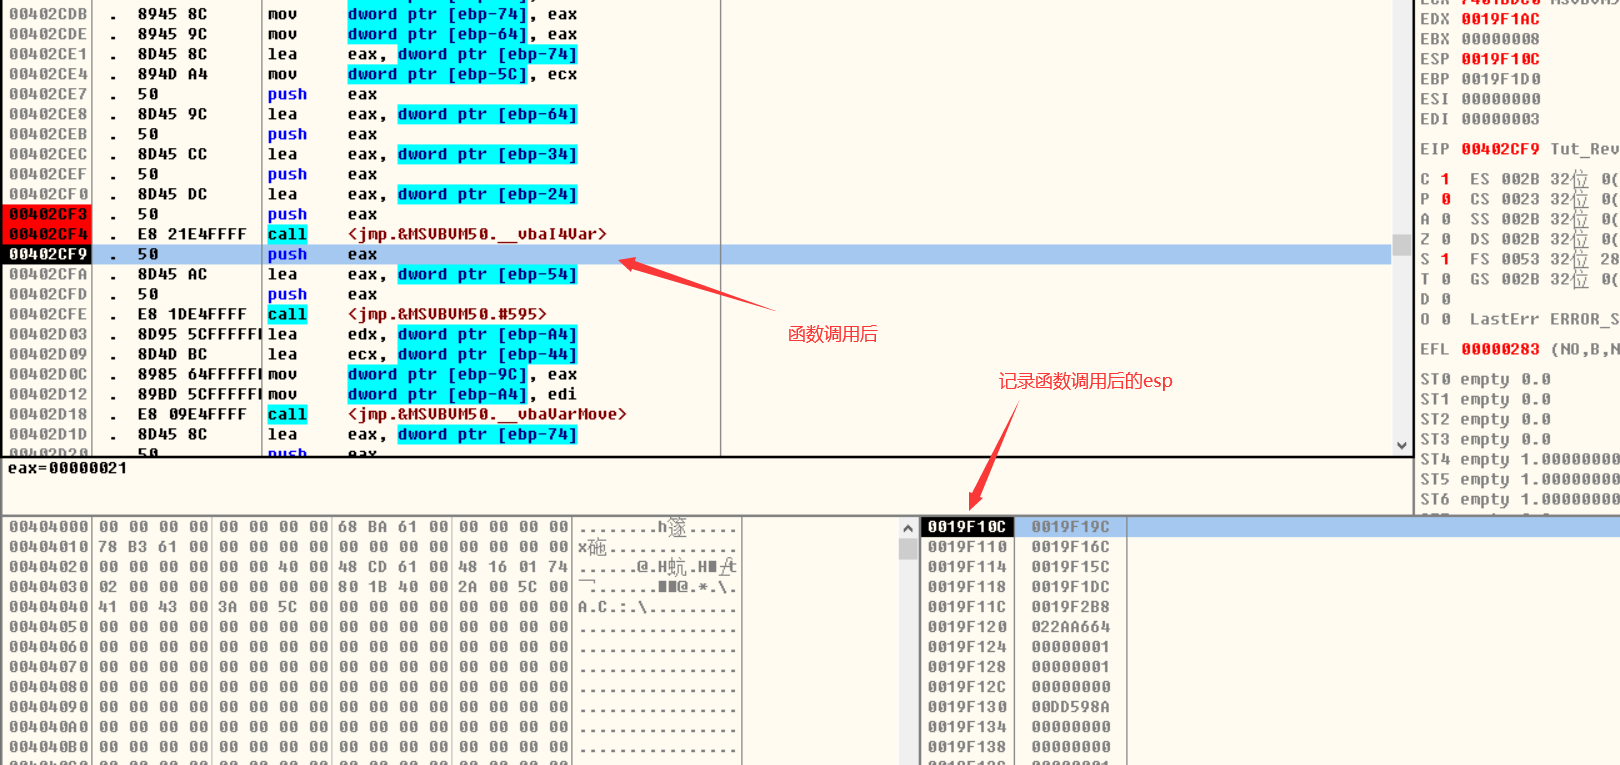 00402CDB . 8945 8C mov dword ptr [ebp-74], eax
00402CDE . 8945 9C mov dword ptr [ebp-64], eax
00402CE1 . 8D45 8C lea eax, dword ptr [ebp-74]
00402CE4 . 894D A4 mov dword ptr [ebp-5C], ecx
00402CE7 . 50 push eax
00402CE8 . 8D45 9C lea eax, dword ptr [ebp-64]
00402CEB . 50 push eax
00402CEC . 8D45 CC lea eax, dword ptr [ebp-34]
00402CEF . 50 push eax
00402CF0 . 8D45 DC lea eax, dword ptr [ebp-24]
00402CF3 . 50 push eax
00402CF4 . E8 21E4FFFF call <jmp.&MSVBVM50.__vbaI4Var>
00402CF9 . 50 push eax
00402CFA . 8D45 AC lea eax, dword ptr [ebp-54]
00402CFD . 50 push eax
00402CFE . E8 1DE4FFFF call <jmp.&MSVBVM50.#595>
00402D03 . 8D95 5CFFFFF lea edx, dword ptr [ebp-A4]
00402D09 . 8D4D BC lea ecx, dword ptr [ebp-44]
00402D0C . 8985 64FFFFF mov dword ptr [ebp-9C], eax
00402D12 . 89BD 5CFFFFF mov dword ptr [ebp-A4], edi
00402D18 . E8 09E4FFFF call <jmp.&MSVBVM50.__vbaVarMove>
00402D1D . 8D45 8C lea eax, dword ptr [ebp-74]
函数调用后
记录函数调用后的esp
EDX 0019F1AC
EBX 00000008
ESP 0019F10C
EBP 0019F1D0
ESI 00000000
EDI 00000003
EIP 00402CF9 Tut_Rev
C 1 ES 002B 32位 0(
P 0 CS 0023 32位 0(
A 0 SS 002B 32位 0(
Z 0 DS 002B 32位 0(
S 1 FS 0053 32位 28
T 0 GS 002B 32位 0(
D 0
O 0 LastErr ERROR_S
EFL 00000283 (NO,B,N
ST0 empty 0.0
ST1 empty 0.0
ST2 empty 0.0
ST3 empty 0.0
ST4 empty 1.00000000
ST5 empty 1.00000000
ST6 empty 1.00000000
eax=00000021
00404000 00 00 00 00 00 00 00 00 68 BA 61 00 00 00 00 00 ........h篴.....
00404010 78 B3 61 00 00 00 00 00 00 00 00 00 00 00 00 00 x砤.............
00404020 00 00 00 00 00 00 40 00 48 CD 61 00 48 16 01 74
00404030 02 00 00 00 00 00 00 00 80 1B 40 00 2A 00 5C 00
00404040 41 00 43 00 3A 00 5C 00 00 00 00 00 00 00 00 00 A.C.:.\.........
00404050 00 00 00 00 00 00 00 00 00 00 00 00 00 00 00 00 ................
00404060 00 00 00 00 00 00 00 00 00 00 00 00 00 00 00 00 ................
00404070 00 00 00 00 00 00 00 00 00 00 00 00 00 00 00 00 ................
00404080 00 00 00 00 00 00 00 00 00 00 00 00 00 00 00 00 ................
00404090 00 00 00 00 00 00 00 00 00 00 00 00 00 00 00 00 ................
004040A0 00 00 00 00 00 00 00 00 00 00 00 00 00 00 00 00 ................
004040B0 00 00 00 00 00 00 00 00 00 00 00 00 00 00 00 00 ................
0019F10C 0019F19C
0019F110 0019F16C
0019F114 0019F15C
0019F118 0019F1DC
0019F11C 0019F2B8
0019F120 022AA664
0019F124 00000001
0019F128 00000001
0019F12C 00000000
0019F130 00DD598A
0019F134 00000000
0019F138 00000000